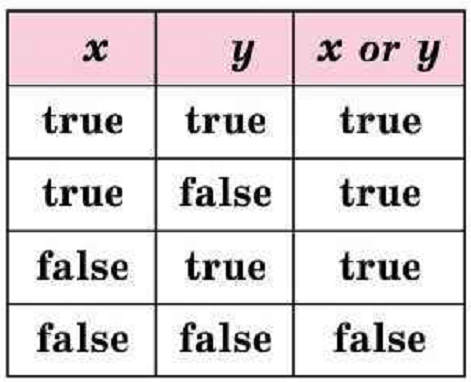 x y x or y
true true true
true false true
false true true
false false false